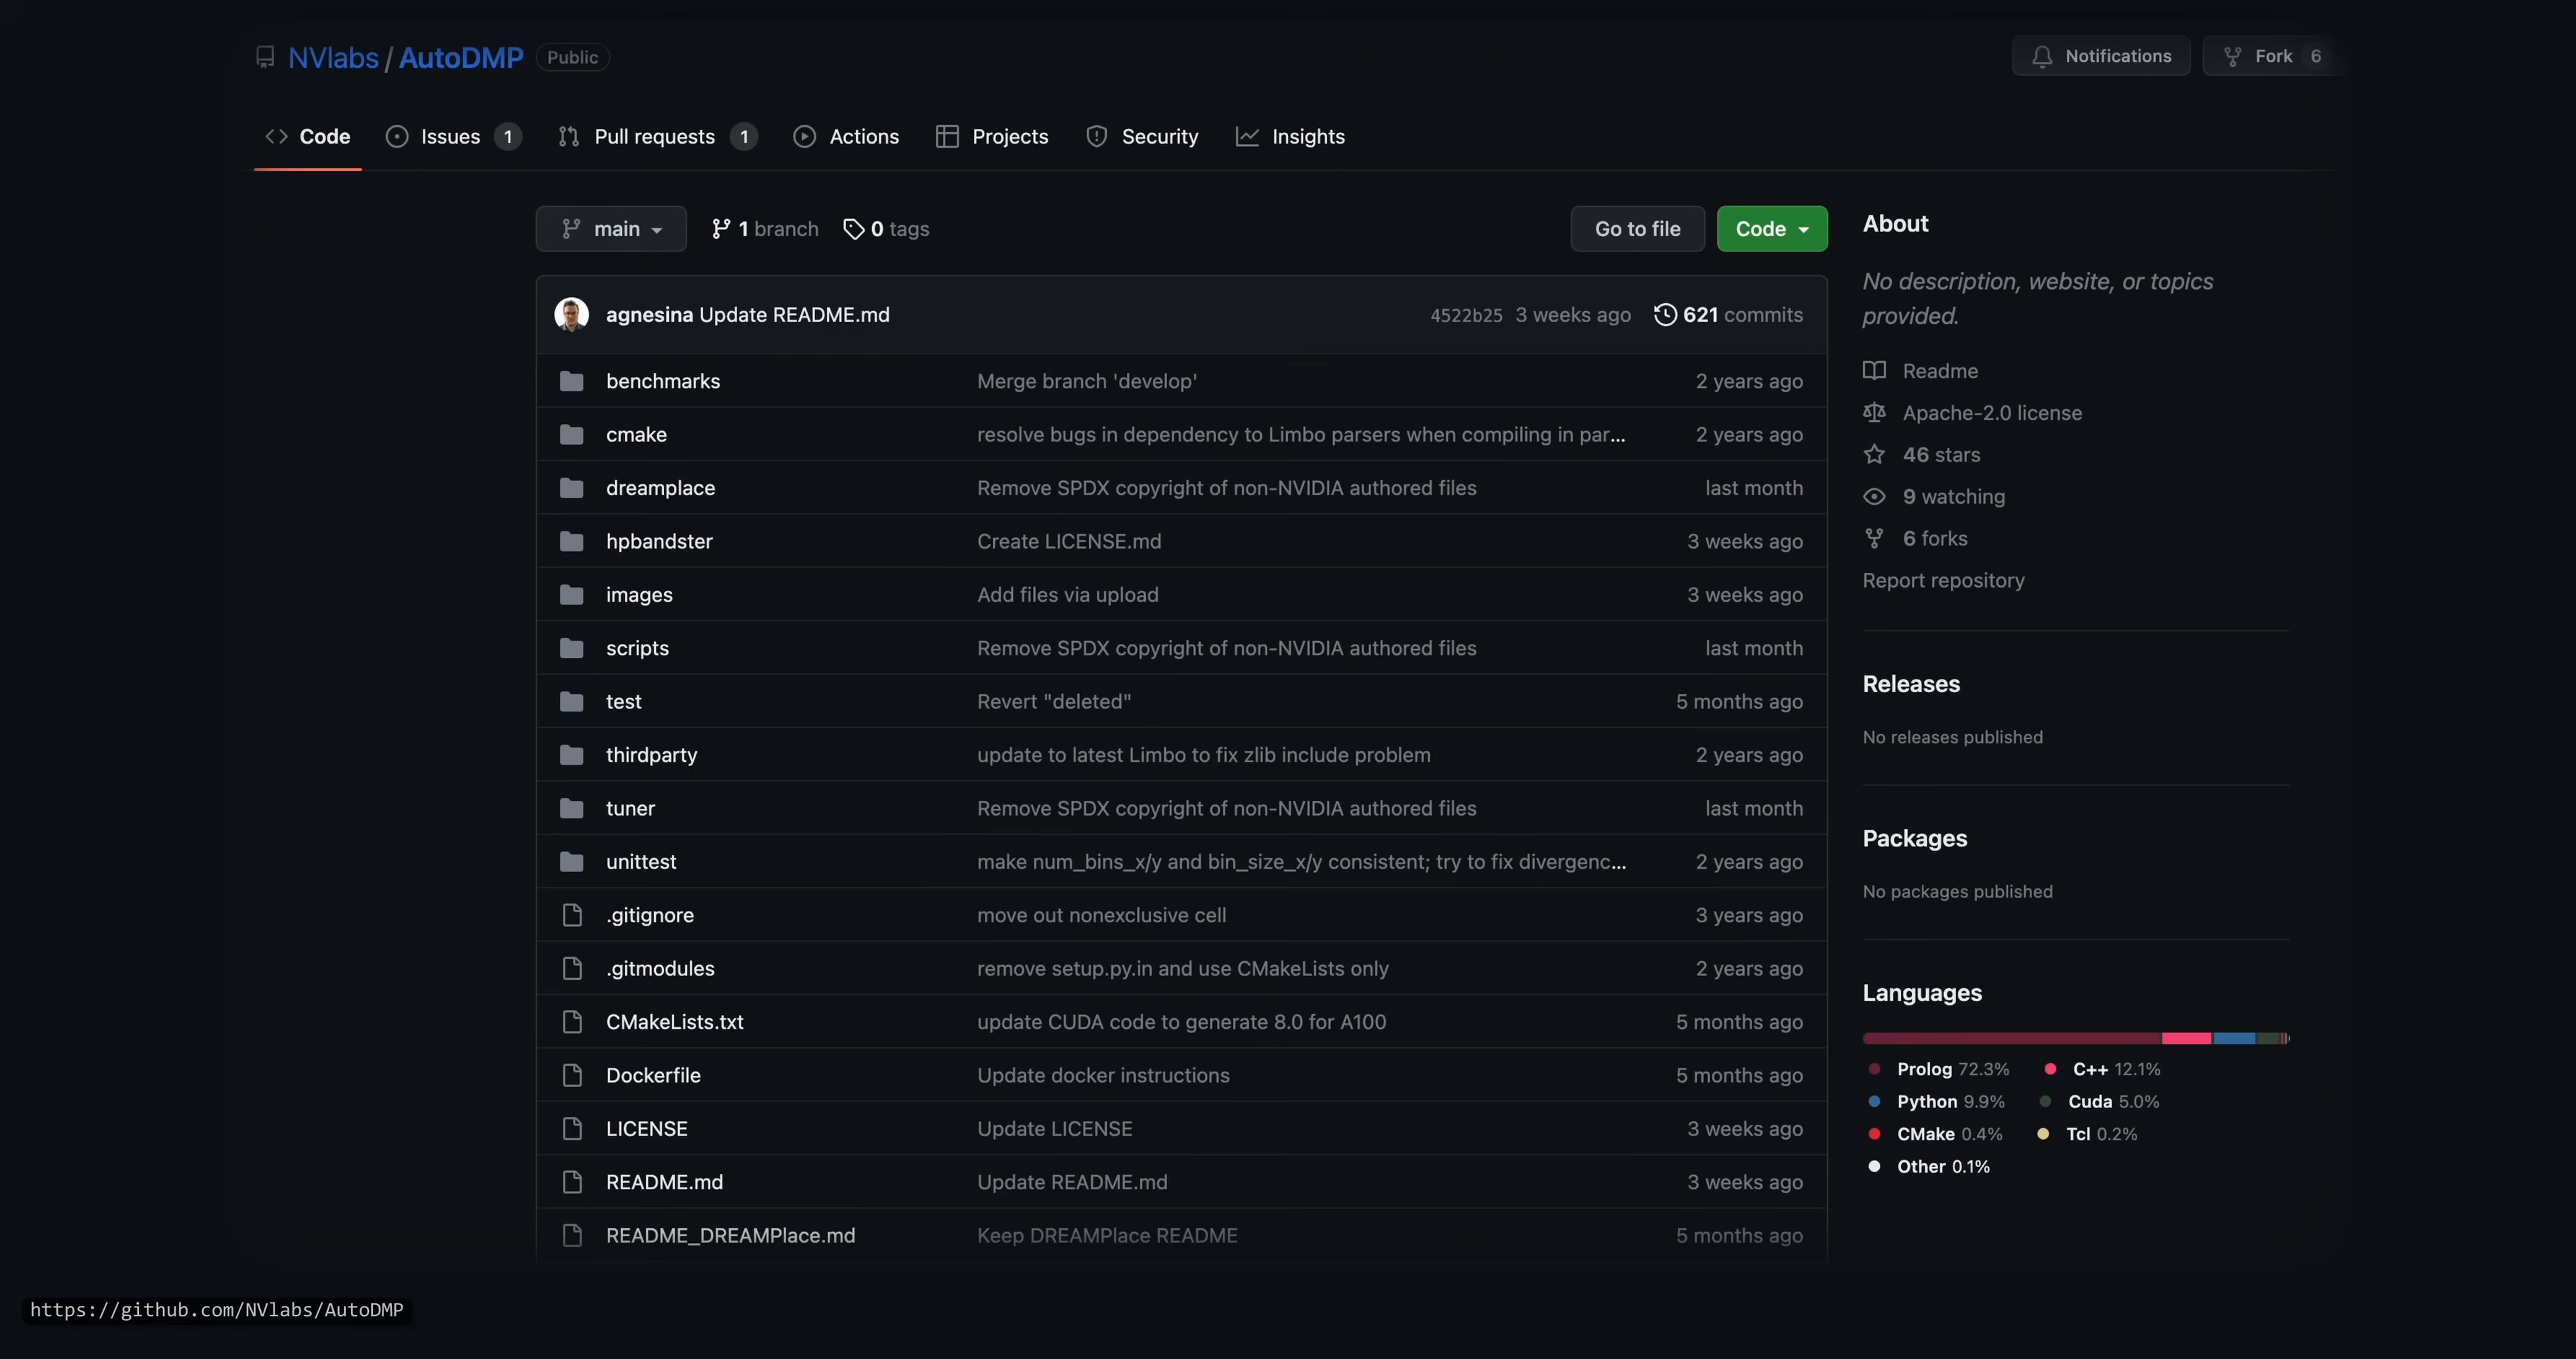 NVlabs / AutoDMP Public
Notifications
Fork 6
Code
Issues 1
Pull requests 1
Actions
Projects
Security
Insights
main
1 branch
0 tags
Go to file
Code
agnesina Update README.md 4522b25 3 weeks ago 621 commits
benchmarks Merge branch 'develop' 2 years ago
cmake resolve bugs in dependency to Limbo parsers when compiling in par... 2 years ago
dreamplace Remove SPDX copyright of non-NVIDIA authored files last month
hpbandster Create LICENSE.md 3 weeks ago
images Add files via upload 3 weeks ago
scripts Remove SPDX copyright of non-NVIDIA authored files last month
test Revert "deleted" 5 months ago
thirdparty update to latest Limbo to fix zlib include problem 2 years ago
tuner Remove SPDX copyright of non-NVIDIA authored files last month
unittest make num_bins_x/y and bin_size_x/y consistent; try to fix divergenc... 2 years ago
.gitignore move out nonexclusive cell 3 years ago
.gitmodules remove setup.py.in and use CMakeLists only 2 years ago
CMakeLists.txt update CUDA code to generate 8.0 for A100 5 months ago
Dockerfile Update docker instructions 5 months ago
LICENSE Update LICENSE 3 weeks ago
README.md Update README.md 3 weeks ago
README_DREAMPlace.md Keep DREAMPlace README 5 months ago
About
No description, website, or topics
provided.
Readme
Apache-2.0 license
46 stars
9 watching
6 forks
Report repository
Releases
No releases published
Packages
No packages published
Languages
Prolog 72.3% C++ 12.1%
Python 9.9% Cuda 5.0%
CMake 0.4% Tcl 0.2%
Other 0.1%
https://github.com/NVlabs/AutoDMP